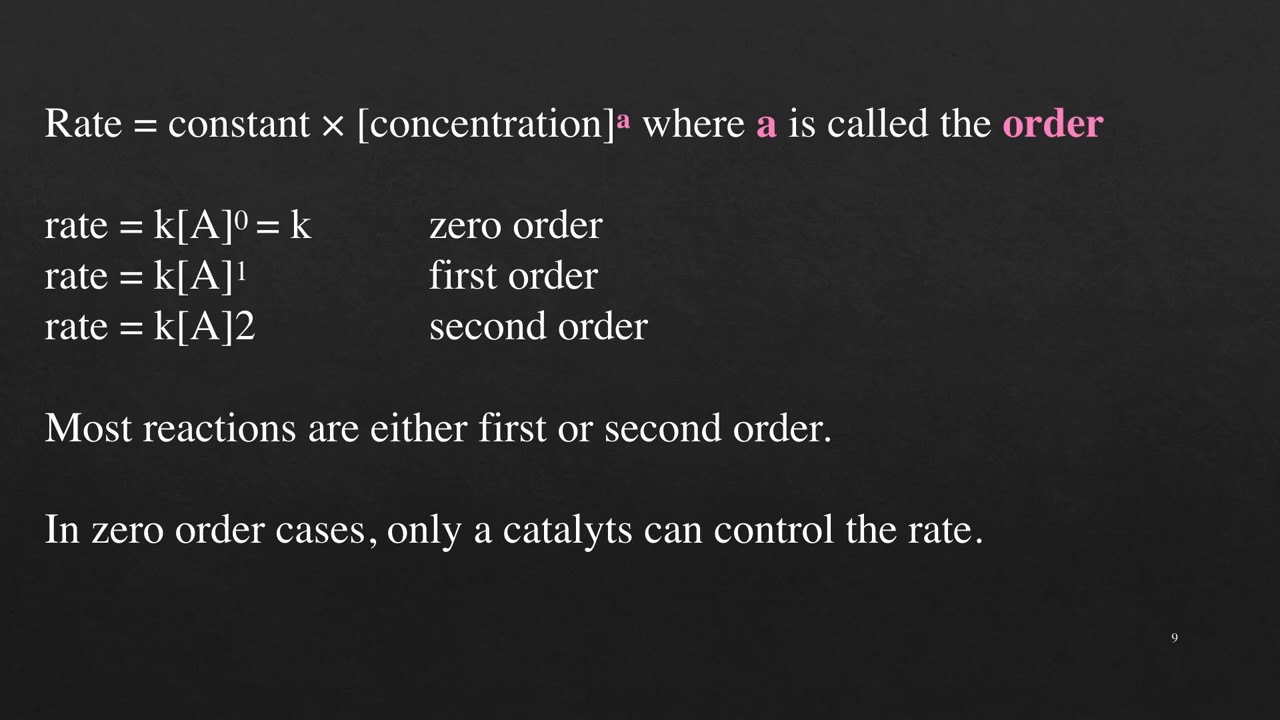 Rate = constant × [concentration]ᵃ where a is called the order
rate = k[A]⁰ = k zero order
rate = k[A]¹ first order
rate = k[A]2 second order
Most reactions are either first or second order.
In zero order cases, only a catalyts can control the rate.
9